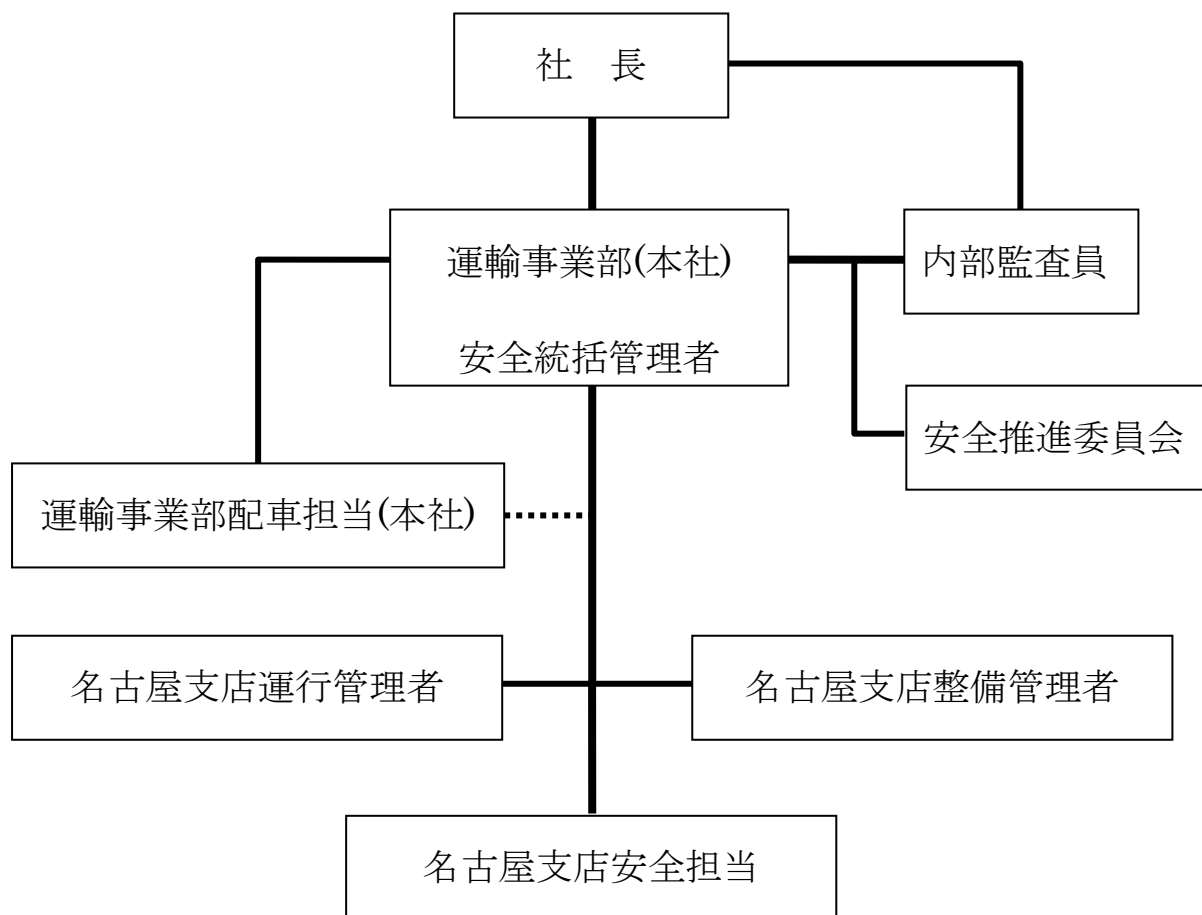 社　長
運輸事業部(本社)
安全統括管理者
内部監査員
安全推進委員会
運輸事業部配車担当(本社)
名古屋支店運行管理者
名古屋支店整備管理者
名古屋支店安全担当